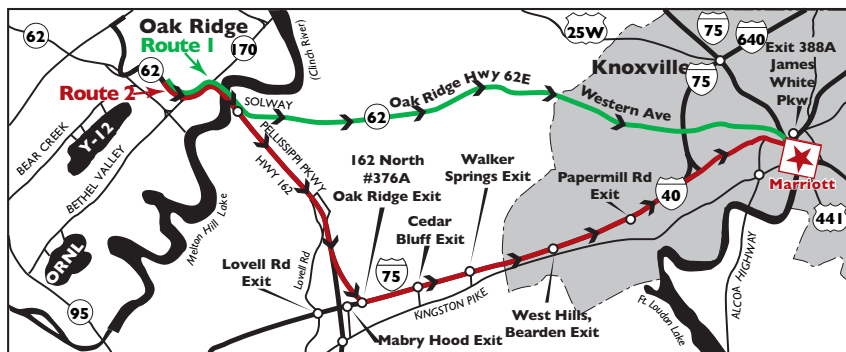 62
Oak Ridge
Route 1
170
(Clinch River)
25W
75
640
Exit 388A
James
White
Pkwy
Knoxville
75
62
Route 2
SOLWAY
62
Oak Ridge Hwy 62E
Western Ave
BEAR CREEK
Y-12
BETHEL VALLEY
PELLISSIPPI PKWY
HWY 162
162 North
#376A
Oak Ridge Exit
Walker
Springs Exit
Papermill Rd
Exit
40
Marriott
441
Melton Hill Lake
ORNL
Cedar
Bluff Exit
Lovell Rd
Exit
Lovell Rd
75
KINGSTON PIKE
West Hills,
Bearden Exit
Mabry Hood Exit
95
Ft Loudon Lake
ALCOA HIGHWAY